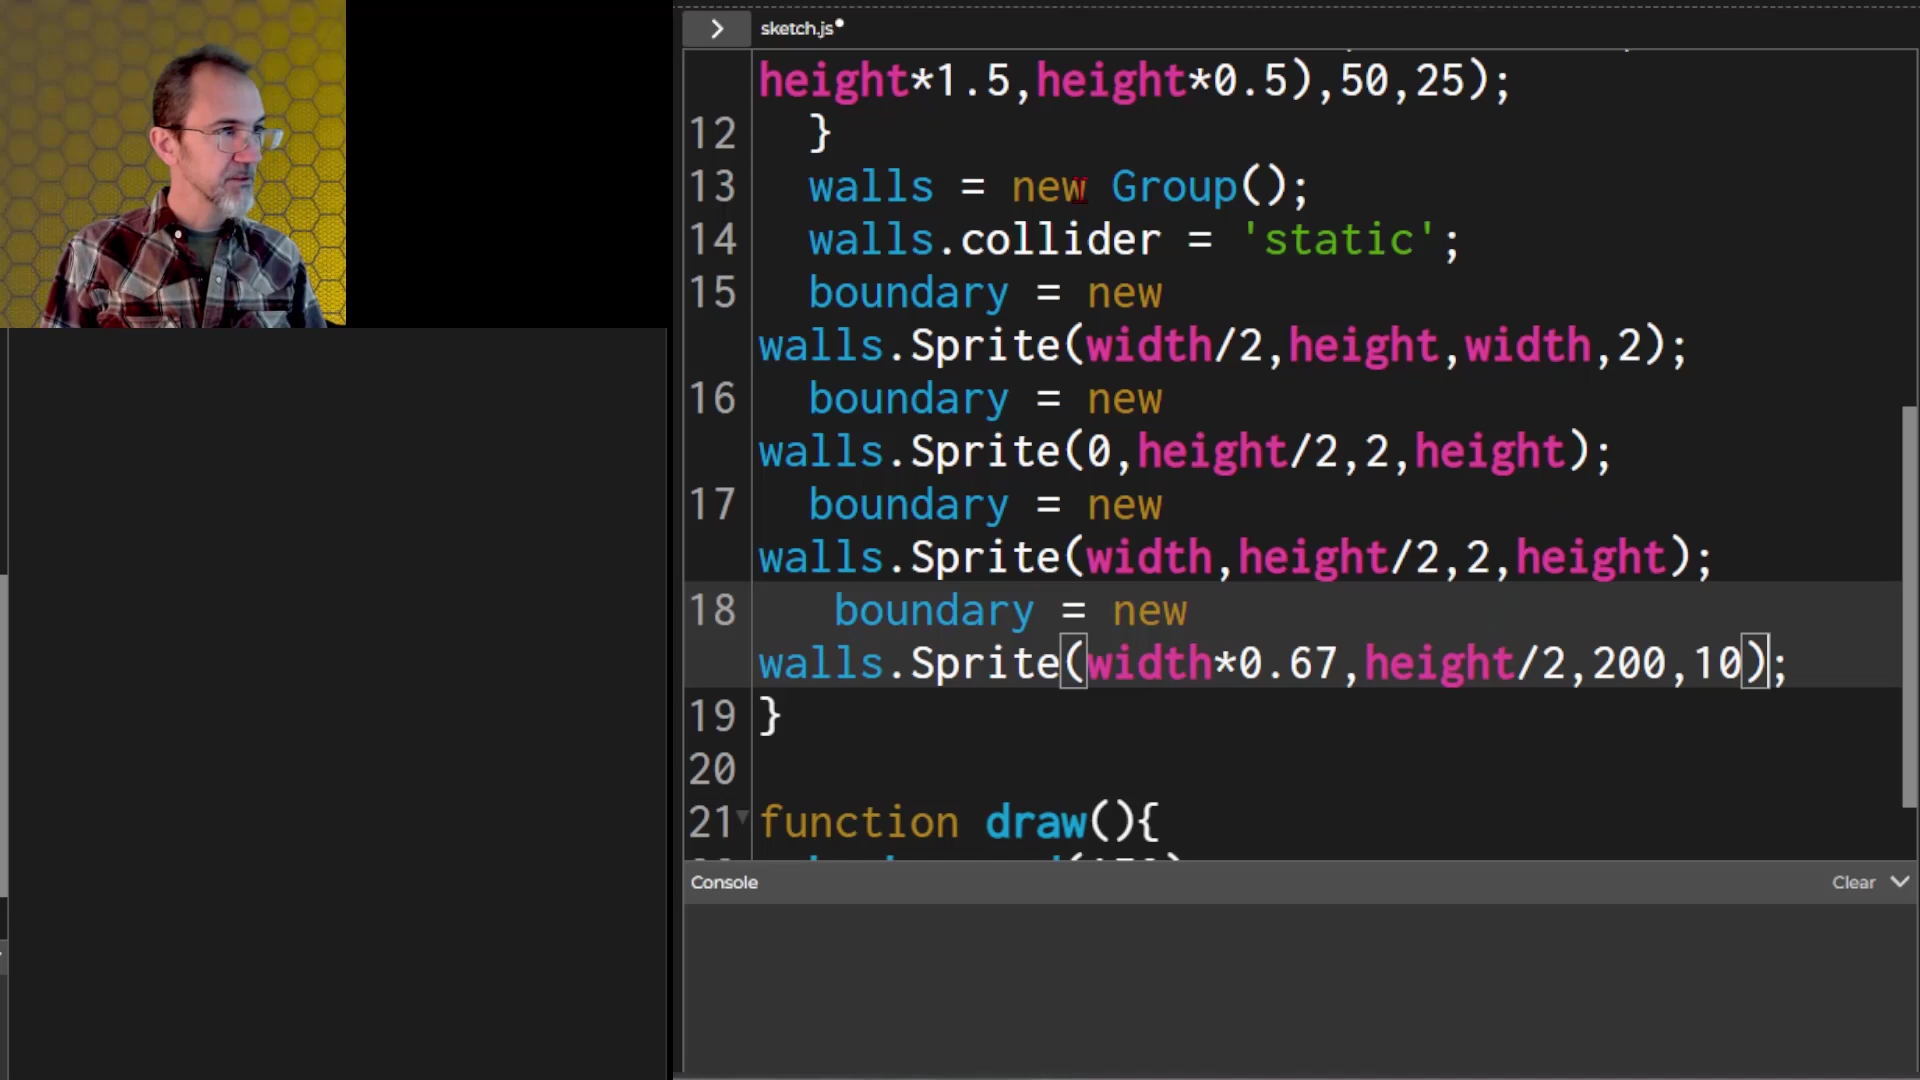 sketch.js
height*1.5,height*0.5),50,25);
12 }
13 walls = new Group();
14 walls.collider = 'static';
15 boundary = new
walls.Sprite(width/2,height,width,2);
16 boundary = new
walls.Sprite(0,height/2,2,height);
17 boundary = new
walls.Sprite(width,height/2,2,height);
18 boundary = new
walls.Sprite(width*0.67,height/2,200,10);
19 }
20
21 function draw(){
Console
Clear